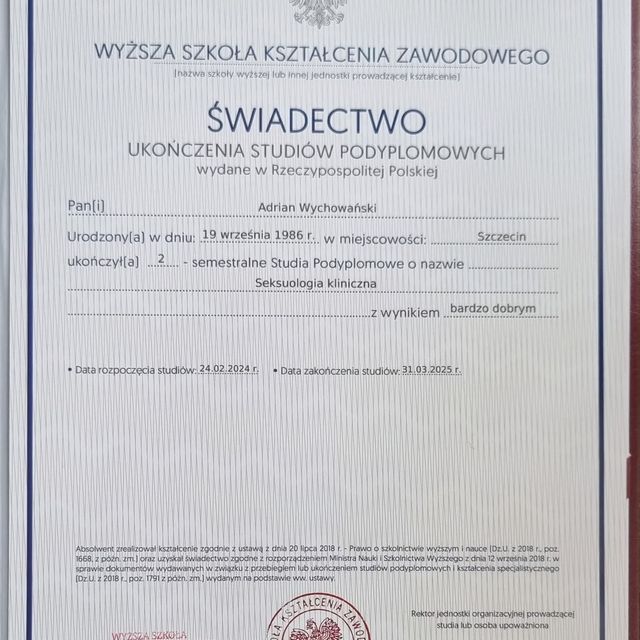 WYŻSZA SZKOŁA KSZTAŁCENIA ZAWODOWEGO
[nazwa szkoły wyższej lub innej jednostki prowadzącej kształcenie]
ŚWIADECTWO
UKOŃCZENIA STUDIÓW PODYPLOMOWYCH
wydane w Rzeczypospolitej Polskiej
Pan(i) Adrian Wychowański
Urodzony(a) w dniu: 19 września 1986 r. w miejscowości: Szczecin
ukończył(a) 2 - semestralne Studia Podyplomowe o nazwie
Seksuologia kliniczna
z wynikiem bardzo dobrym
• Data rozpoczęcia studiów: 24.02.2024 r. • Data zakończenia studiów: 31.03.2025 r.
Absolwent zrealizował kształcenie zgodnie z ustawą z dnia 20 lipca 2018 r. - Prawo o szkolnictwie wyższym i nauce (Dz.U. z 2018 r., poz.
1668, z późn. zm.) oraz uzyskał świadectwo zgodne z rozporządzeniem Ministra Nauki i Szkolnictwa Wyższego z dnia 12 września 2018 r. w
sprawie dokumentów wydawanych w związku z przebiegiem lub ukończeniem studiów podyplomowych i kształcenia specjalistycznego
(Dz.U. z 2018 r., poz. 1791 z późn. zm.) wydanym na podstawie ww. ustawy.
Rektor jednostki organizacyjnej prowadzącej
studia lub osoba upoważniona
WYŻSZA SZKOŁA
KSZTAŁCENIA